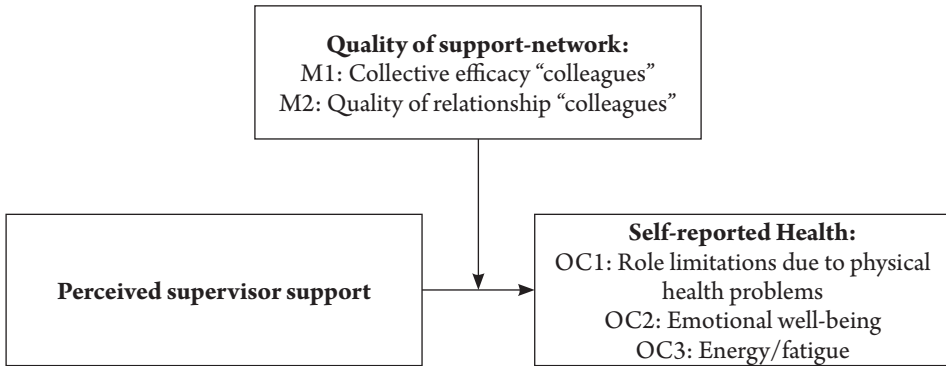 Quality of support-network:
M1: Collective efficacy “colleagues”
M2: Quality of relationship “colleagues”
Perceived supervisor support
Self-reported Health:
OC1: Role limitations due to physical
health problems
OC2: Emotional well-being
OC3: Energy/fatigue